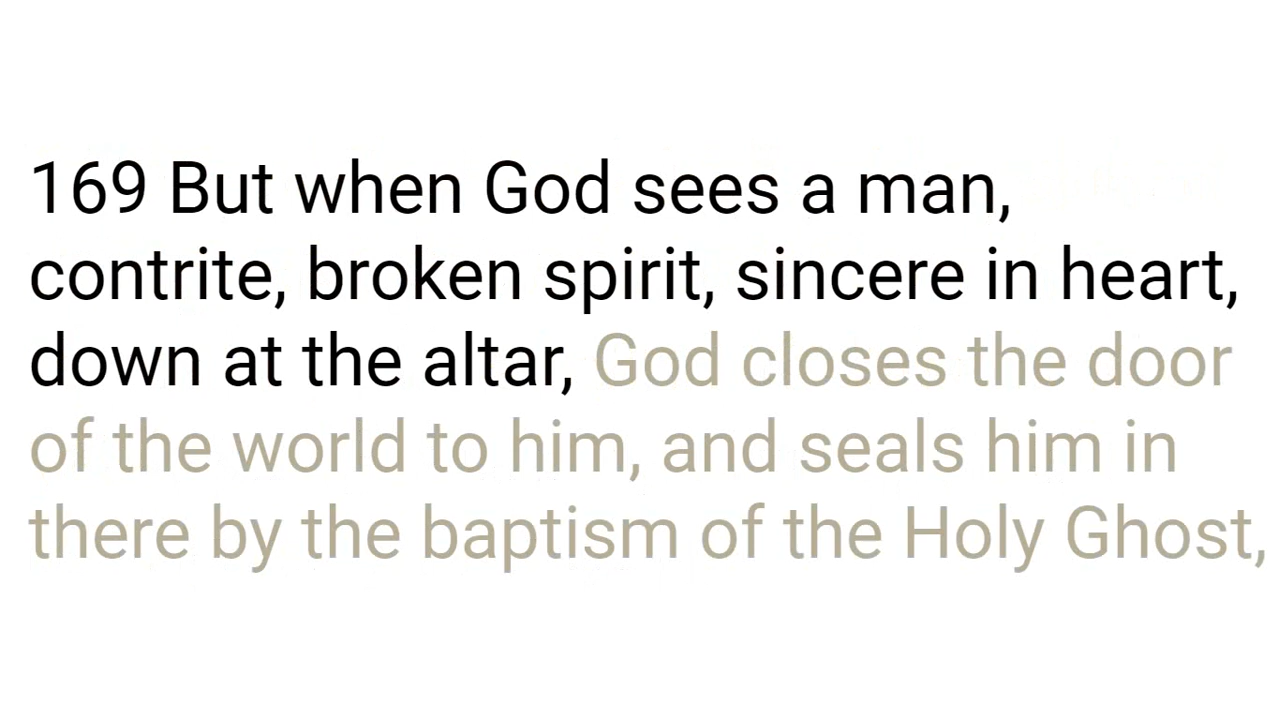 169 But when God sees a man,
contrite, broken spirit, sincere in heart,
down at the altar, God closes the door
of the world to him, and seals him in
there by the baptism of the Holy Ghost,